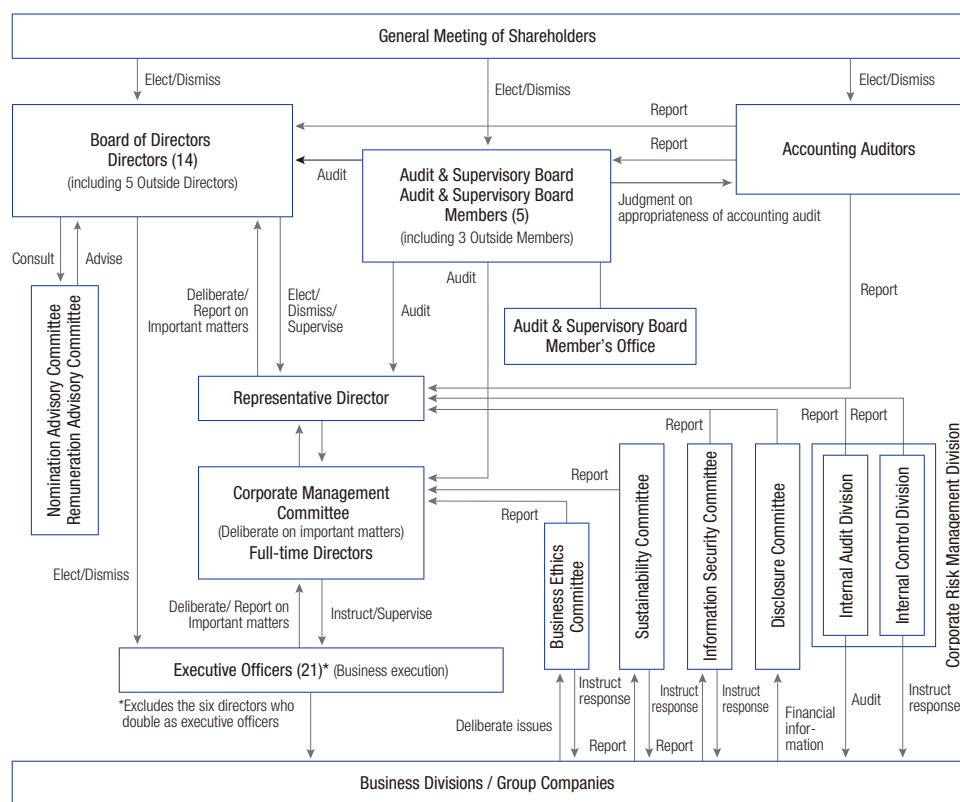 General Meeting of Shareholders
Elect/Dismiss
Elect/Dismiss
Elect/Dismiss
Board of Directors
Directors (14)
(including 5 Outside Directors)
Report
Report
Accounting Auditors
Audit
Audit & Supervisory Board
Audit & Supervisory Board
Members (5)
(including 3 Outside Members)
Judgment on
appropriateness of accounting audit
Consult
Advise
Deliberate/
Report on
Important matters
Elect/
Dismiss/
Supervise
Audit
Audit
Report
Audit & Supervisory Board
Member's Office
Nomination Advisory Committee
Remuneration Advisory Committee
Representative Director
Report
Report
Report
Report
Report
Corporate Management
Committee
(Deliberate on important matters)
Full-time Directors
Business Ethics
Committee
Sustainability Committee
Information Security Committee
Disclosure Committee
Internal Audit Division
Internal Control Division
Corporate Risk Management Division
Elect/Dismiss
Deliberate/ Report on
Important matters
Instruct/Supervise
Executive Officers (21)* (Business execution)
*Excludes the six directors who
double as executive officers
Deliberate issues
Instruct
response
Report
Instruct
response
Report
Instruct
response
Instruct
response
Financial
infor-
mation
Audit
Instruct
response
Business Divisions / Group Companies